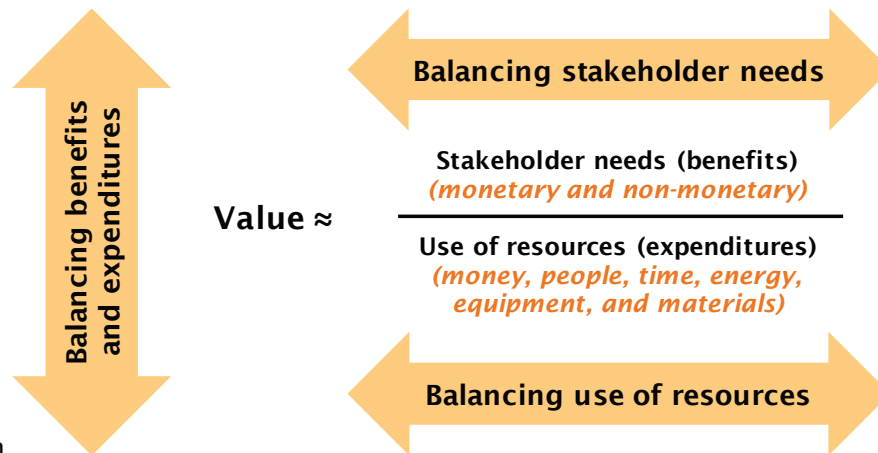 Balancing benefits
and expenditures
Balancing stakeholder needs
Value ≈
Stakeholder needs (benefits)
(monetary and non-monetary)
Use of resources (expenditures)
(money, people, time, energy,
equipment, and materials)
Balancing use of resources